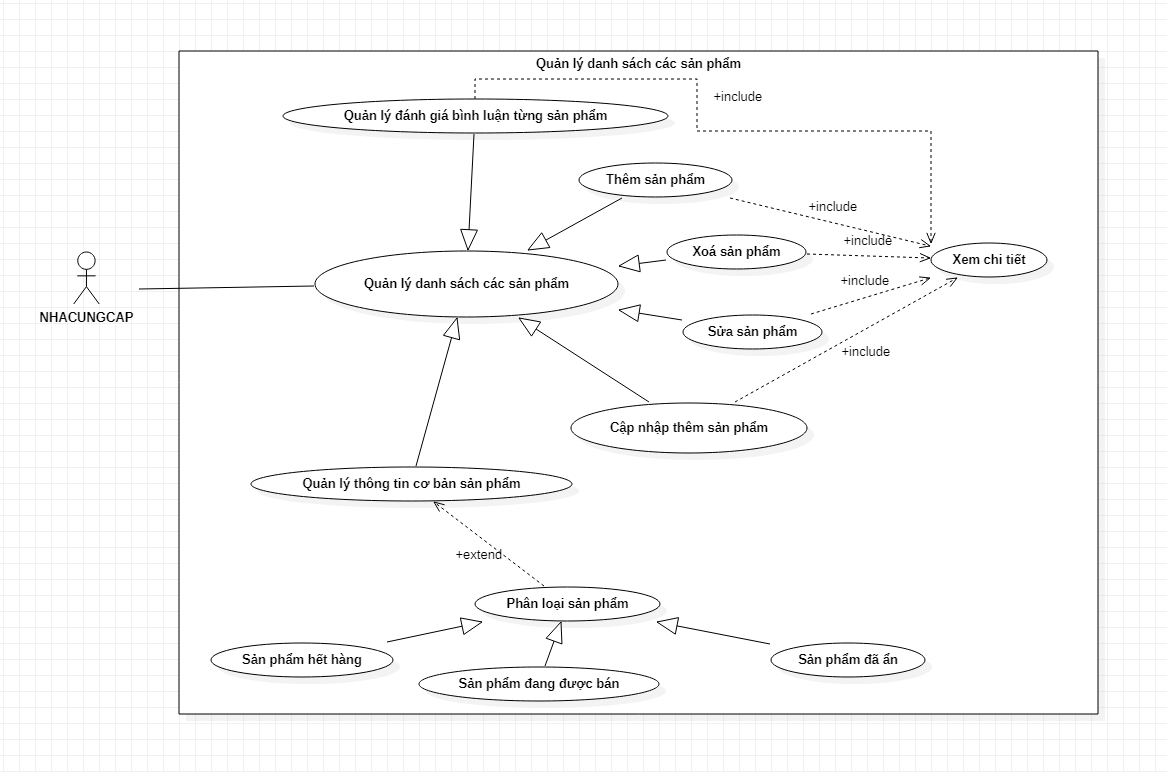 Quản lý danh sách các sản phẩm
+include
Quản lý đánh giá bình luận từng sản phẩm
Thêm sản phẩm
+include
+include
Xoá sản phẩm
Xem chi tiết
Quản lý danh sách các sản phẩm
+include
NHACUNGCAP
Sửa sản phẩm
+include
Cập nhập thêm sản phẩm
Quản lý thông tin cơ bản sản phẩm
+extend
Phân loại sản phẩm
Sản phẩm hết hàng
Sản phẩm đang được bán
Sản phẩm đã ẩn